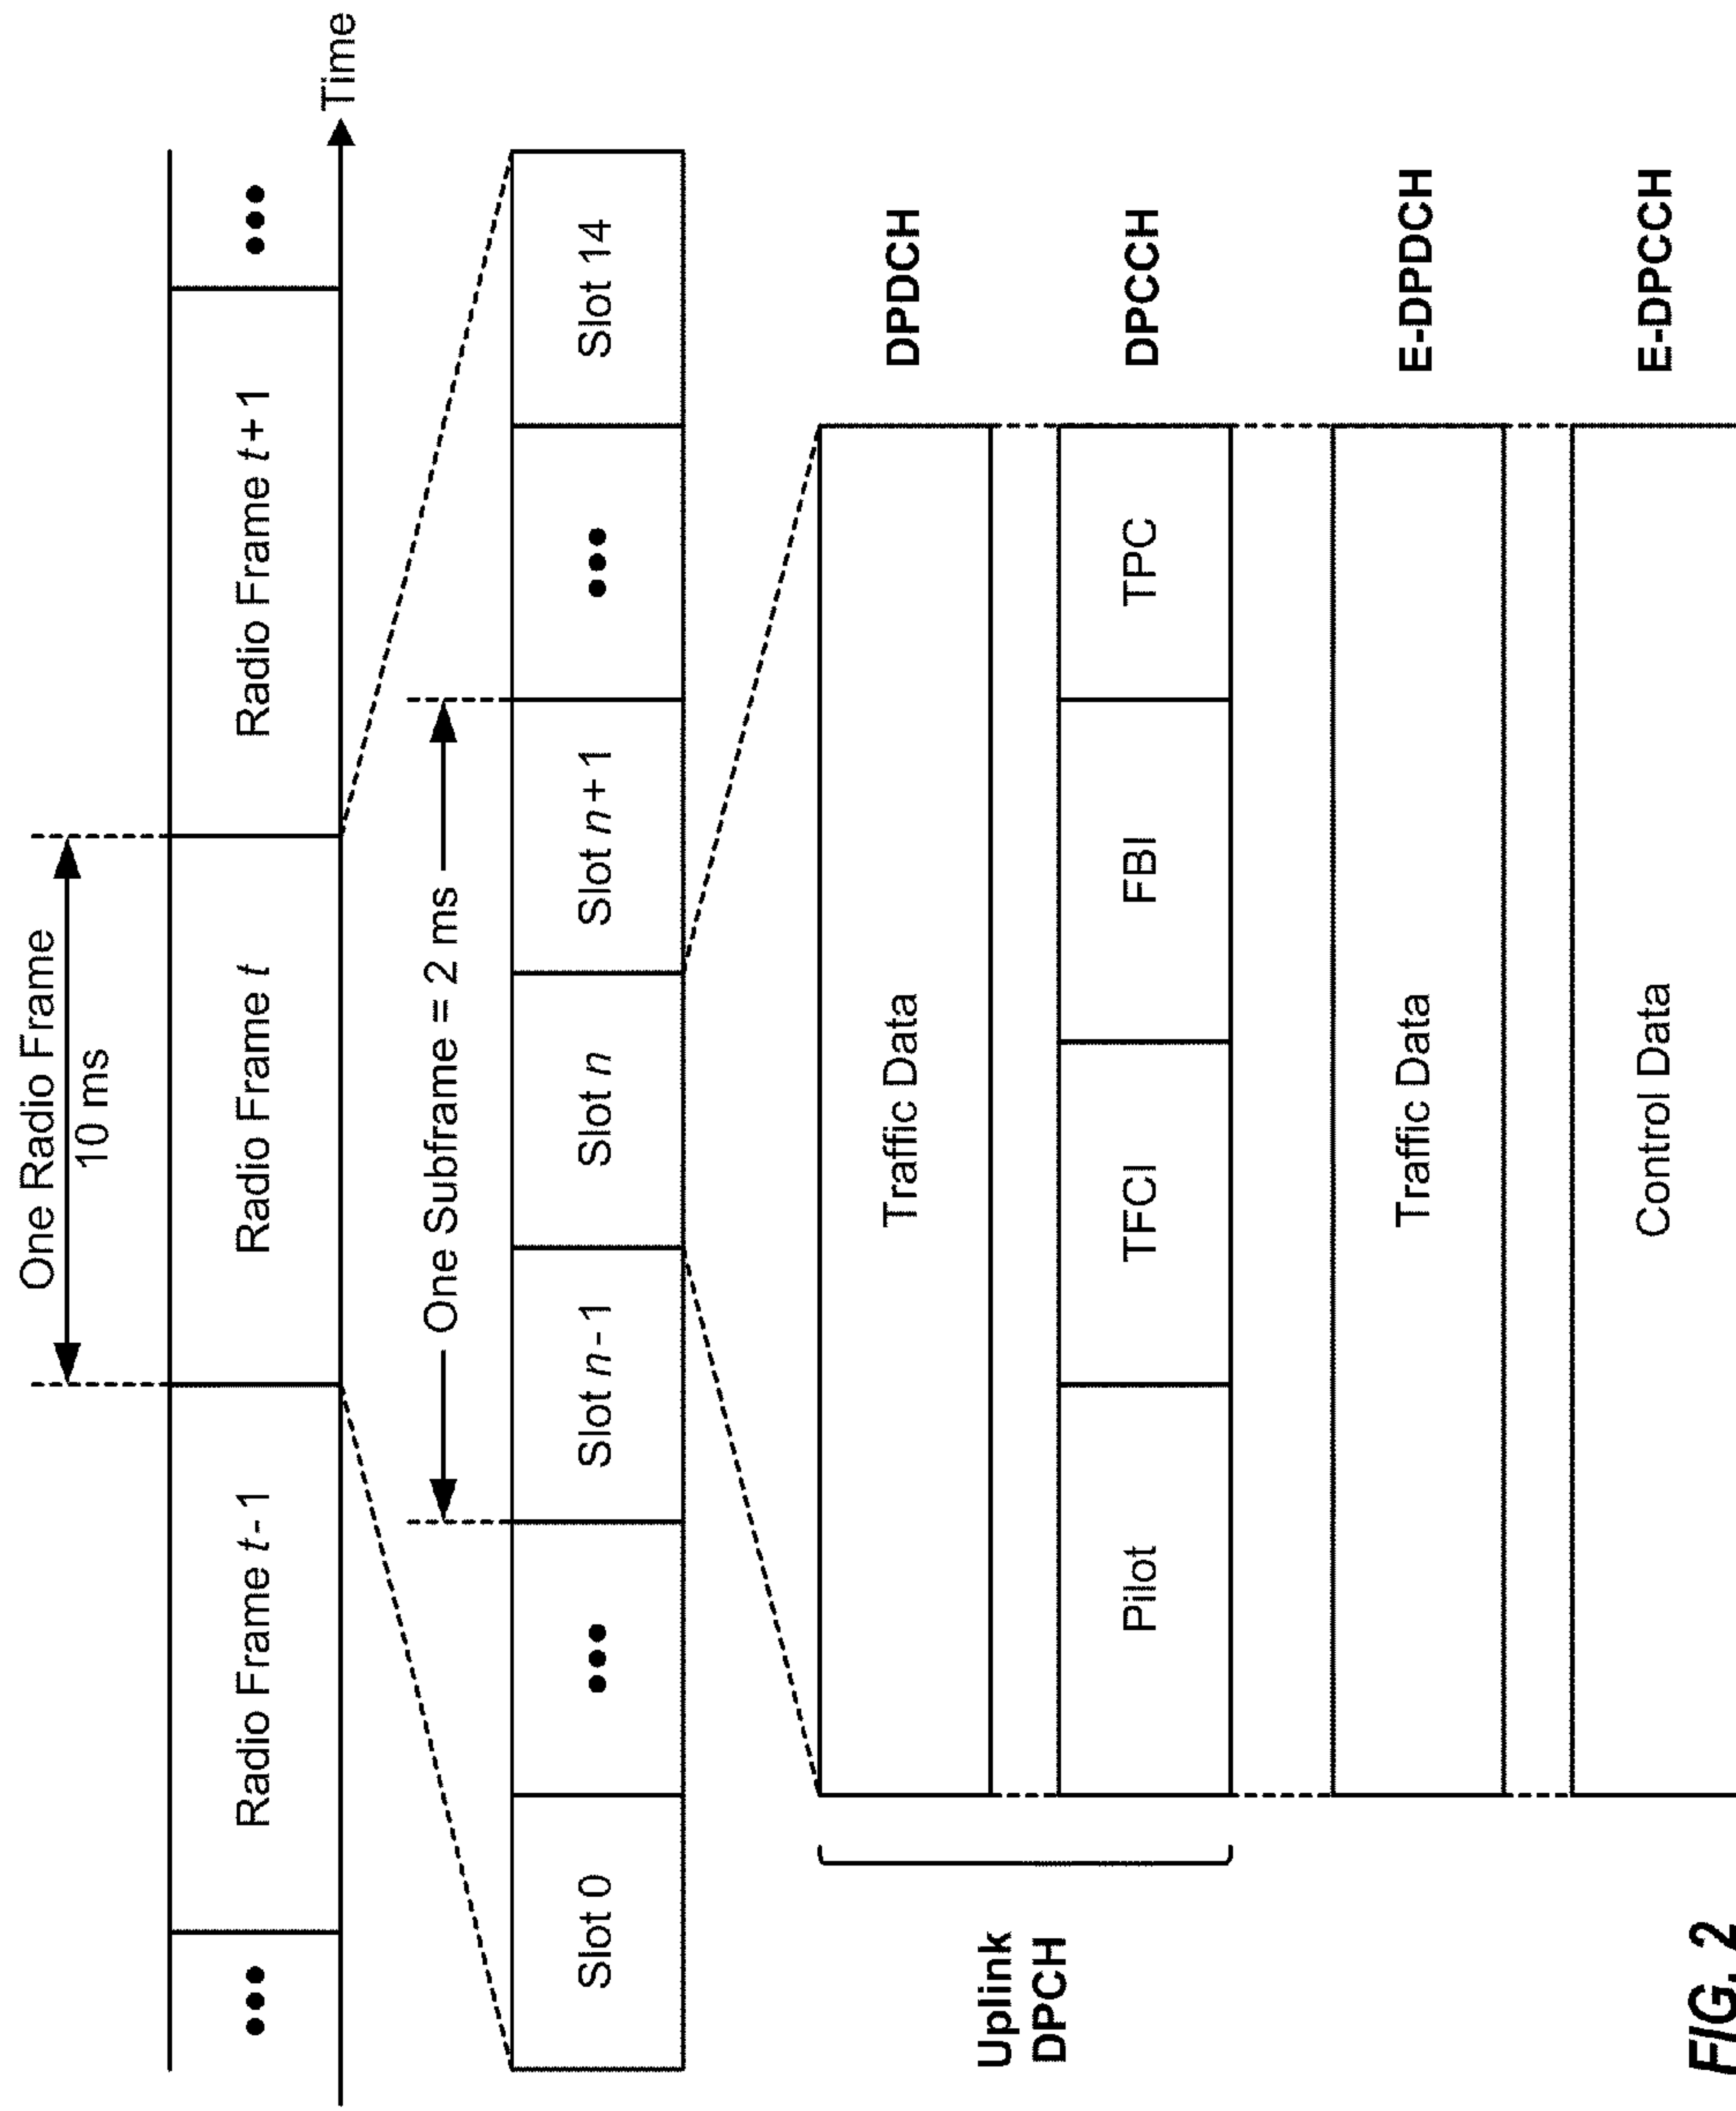 One Radio Frame
10 ms
••• Radio Frame t - 1 Radio Frame t Radio Frame t + 1 •••
Time
One Subframe = 2 ms
Slot 0 ••• Slot n - 1 Slot n Slot n + 1 ••• Slot 14
Traffic Data DPDCH
Uplink
DPCH
Pilot TFCI FBI TPC DPCCH
Traffic Data E-DPDCH
Control Data E-DPCCH
FIG. 2